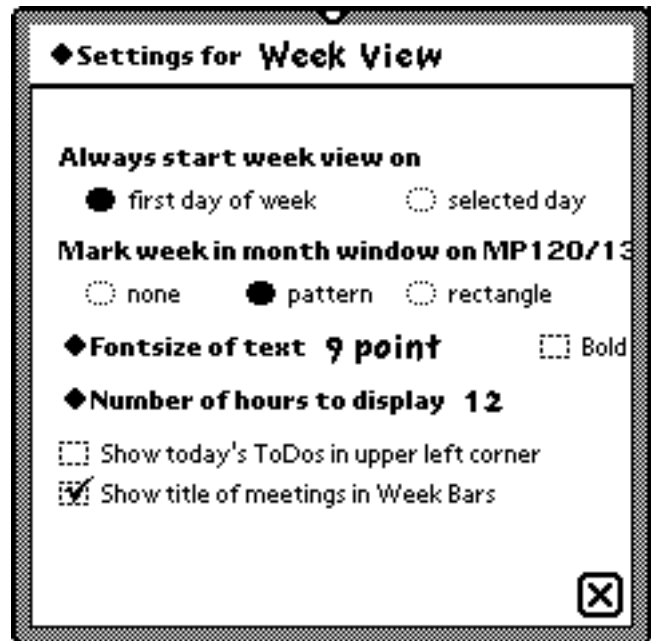 Settings for Week View
Always start week view on
first day of week selected day
Mark week in month window on MP120/13
none pattern rectangle
Fontsize of text 9 point Bold
Number of hours to display 12
Show today's ToDos in upper left corner
Show title of meetings in Week Bars